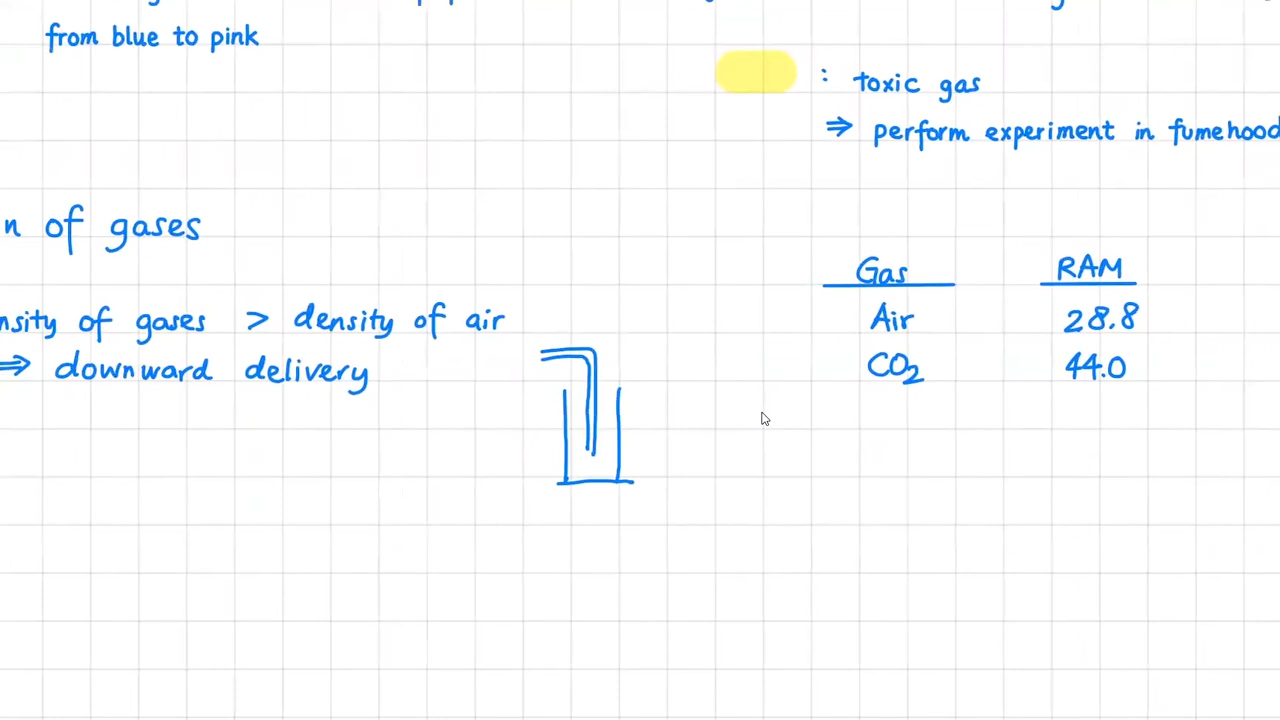 from blue to pink
: toxic gas
⇒ perform experiment in fumehood
of gases
of gases > density of air
⇒ downward delivery
Gas RAM
Air 28.8
CO₂ 44.0